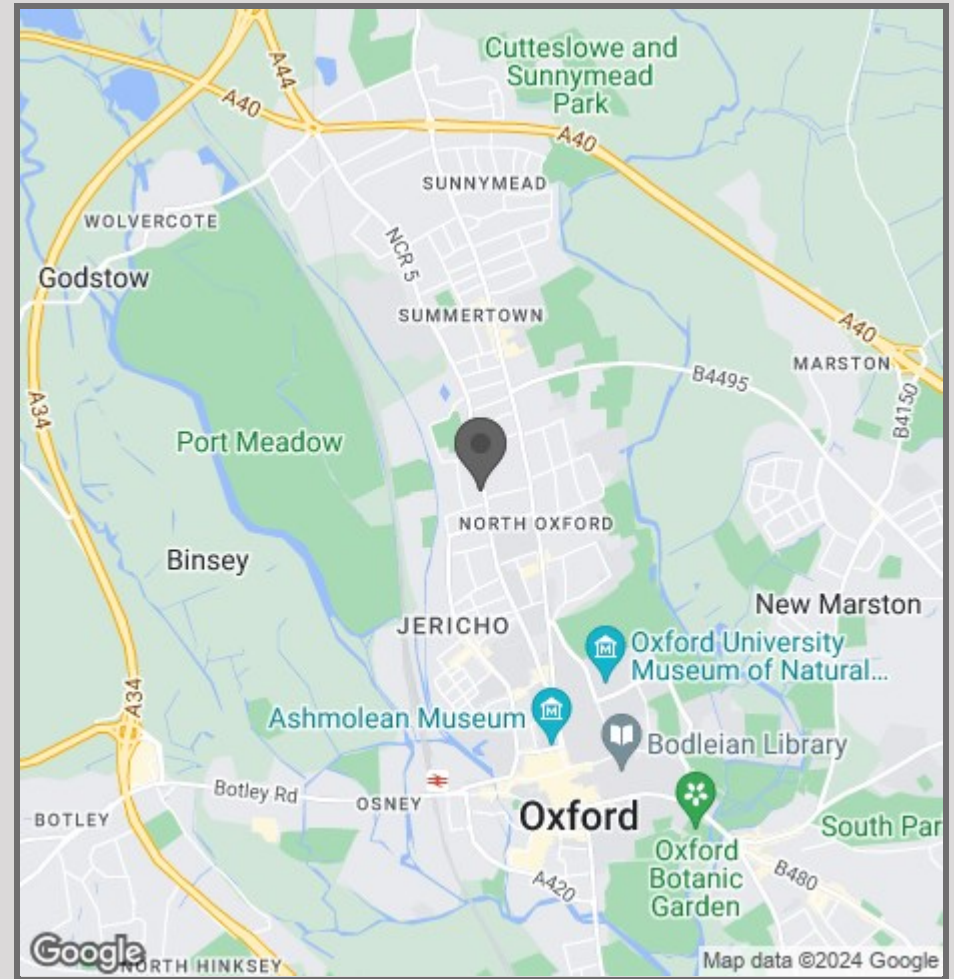 Cutteslowe and
Sunnymead
Park
A44
A40
A40
SUNNYMEAD
WOLVERCOTE
NCR 5
Godstow
SUMMERTOWN
A40
MARSTON
B4495
A34
B4150
Port Meadow
NORTH OXFORD
Binsey
New Marston
JERICHO
Oxford University
Museum of Natural...
A34
Ashmolean Museum
Bodleian Library
Botley Rd
OSNEY
BOTLEY
Oxford
South Par
Oxford
Botanic
Garden
A420
B480
Google
NORTH HINKSEY
Map data ©2024 Google